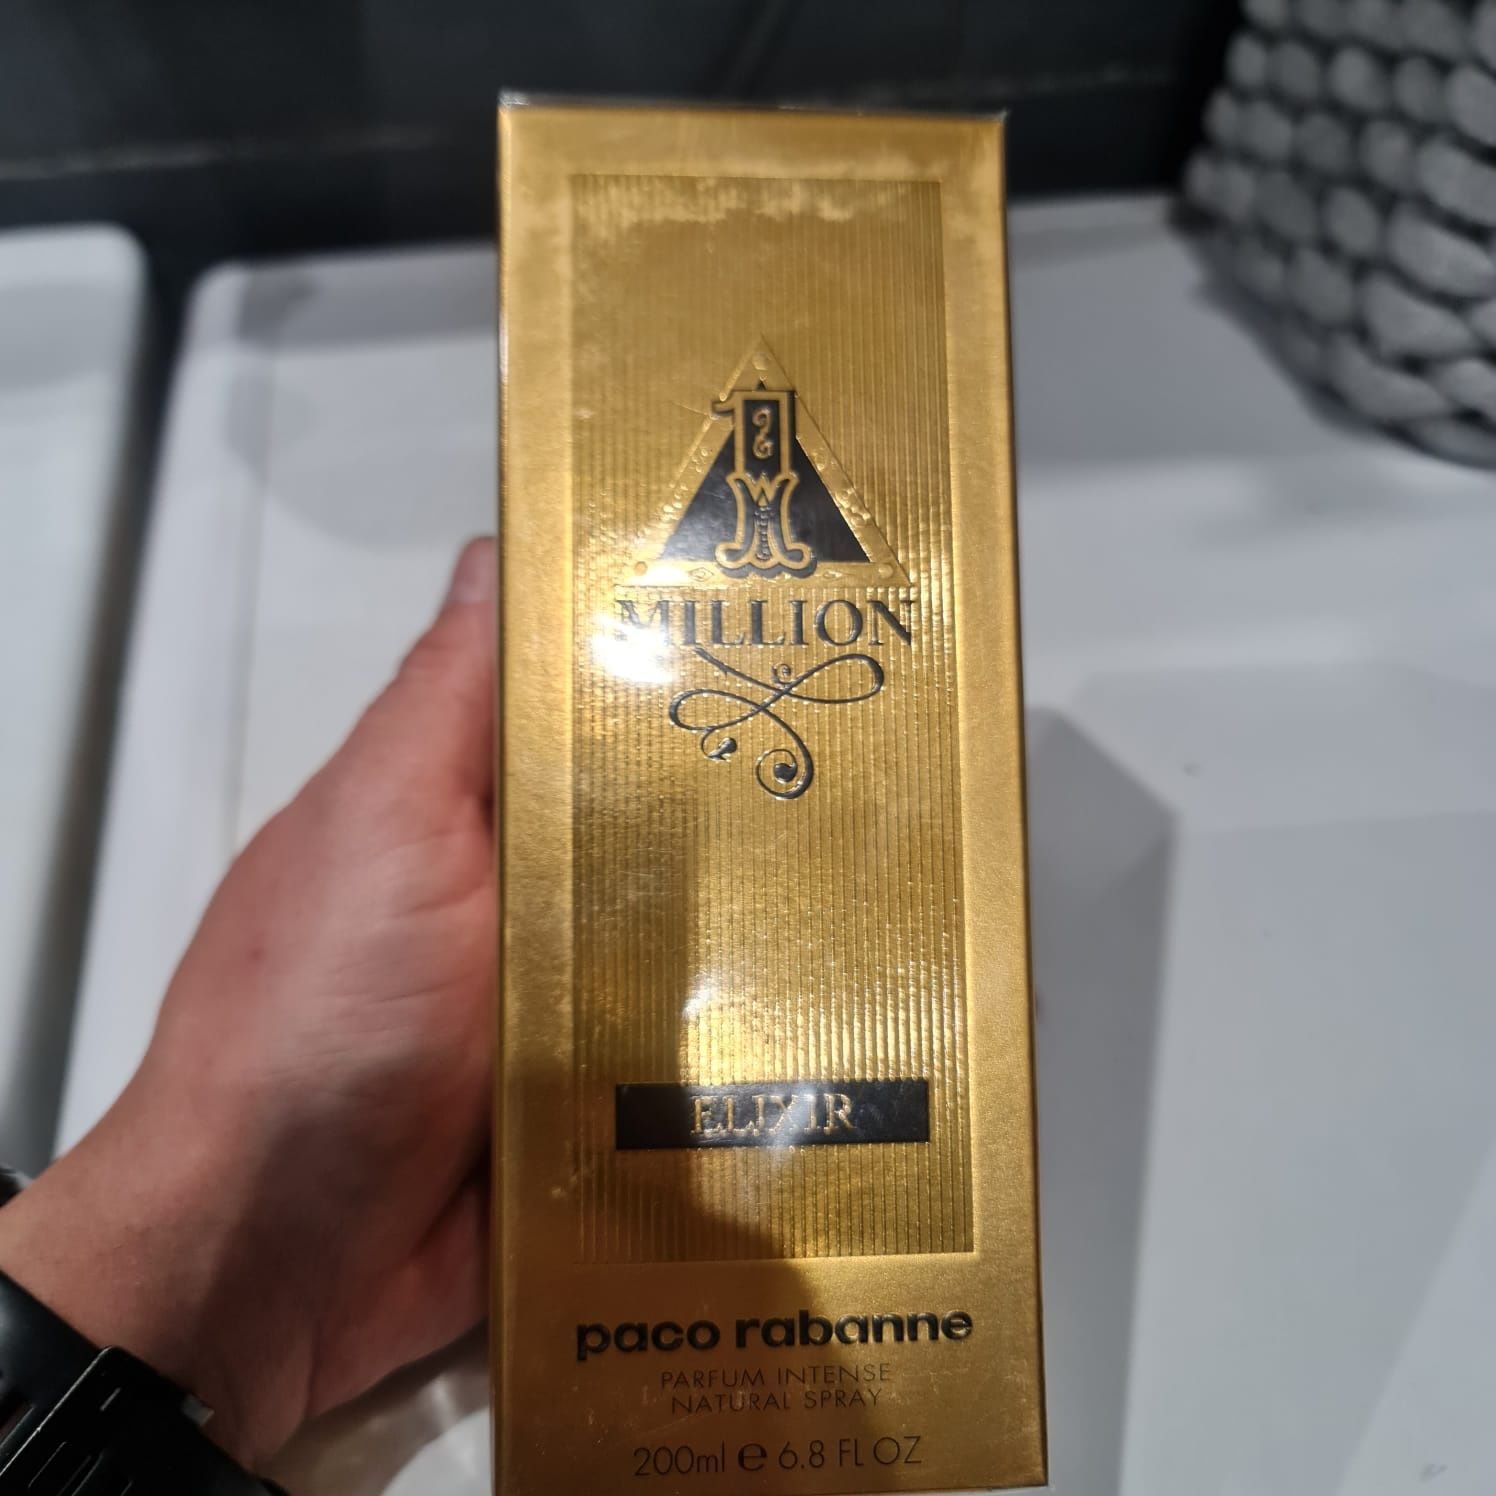 1
MILLION
ELIXIR
paco rabanne
PARFUM INTENSE
NATURAL SPRAY
200ml e 6.8 FL OZ